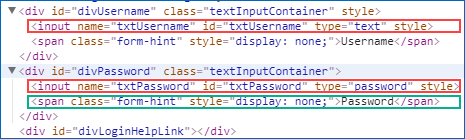 ▼<div id="divUsername" class="textInputContainer" style>
<input name="txtUsername" id="txtUsername" type="text" style>
<span class="form-hint" style="display: none;">Username</span>
</div>
▼<div id="divPassword" class="textInputContainer">
<input name="txtPassword" id="txtPassword" type="password" style>
<span class="form-hint" style="display: none;">Password</span>
</div>
<div id="divLoginHelpLink"></div>